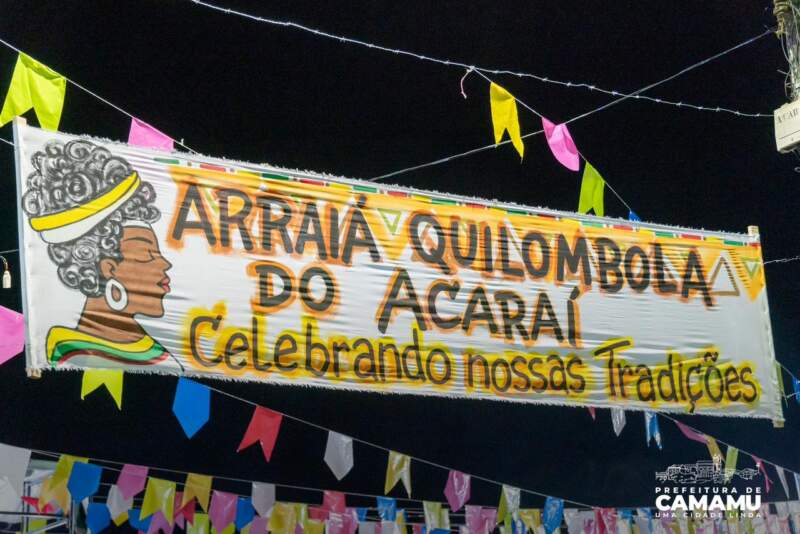 ARRAIÁ QUILOMBOLA
DO ACARAÍ
Celebrando nossas Tradições
PREFEITURA DE
CAMAMU
UMA CIDADE LINDA